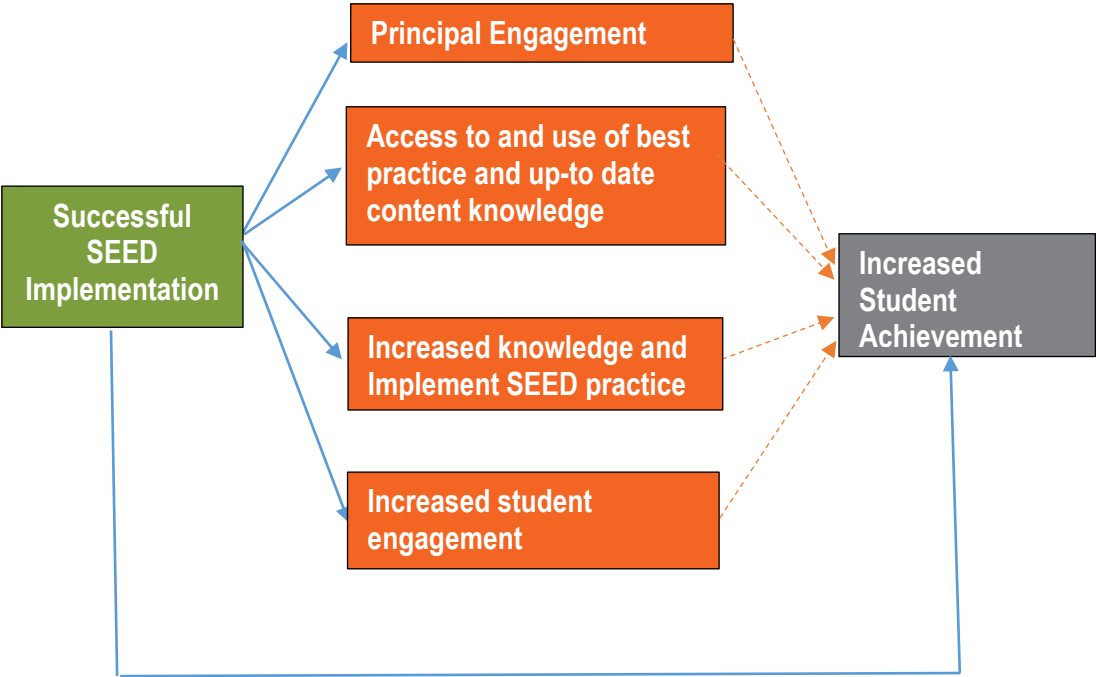 Principal Engagement
Access to and use of best
practice and up-to date
content knowledge
Successful
SEED
Implementation
Increased
Student
Achievement
Increased knowledge and
Implement SEED practice
Increased student
engagement